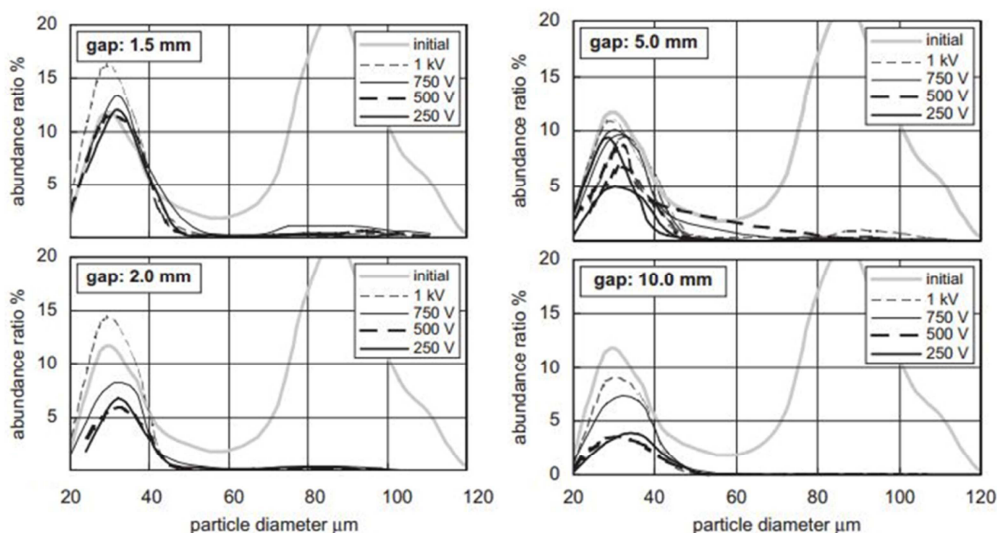 20
gap: 1.5 mm
initial
1 kV
750 V
500 V
250 V
15
10
5
abundance ratio %
20
gap: 5.0 mm
initial
1 kV
750 V
500 V
250 V
15
10
5
abundance ratio %
20
gap: 2.0 mm
initial
1 kV
750 V
500 V
250 V
15
10
5
abundance ratio %
20 40 60 80 100 120
particle diameter µm
20
gap: 10.0 mm
initial
1 kV
750 V
500 V
250 V
15
10
5
0
abundance ratio %
20 40 60 80 100 120
particle diameter µm